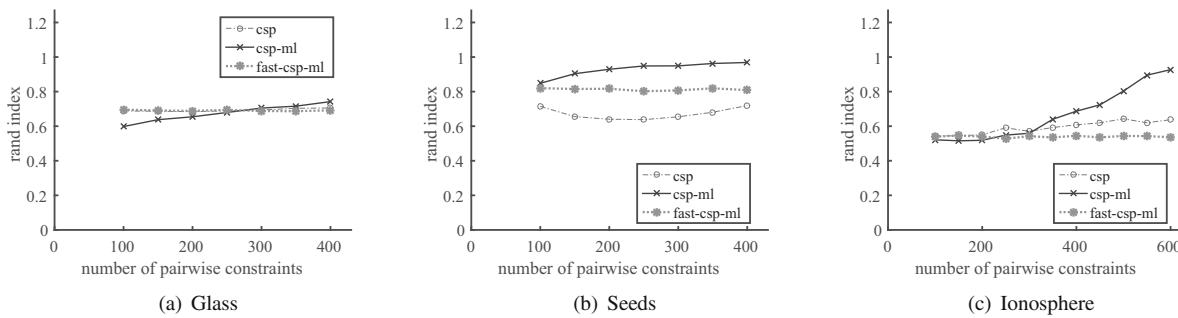 1.2
1
0.8
0.6
0.4
0.2
0
rand index
csp
csp-ml
fast-csp-ml
0
100
200
300
400
number of pairwise constraints
(a) Glass
1.2
1
0.8
0.6
0.4
0.2
0
rand index
csp
csp-ml
fast-csp-ml
0
100
200
300
400
number of pairwise constraints
(b) Seeds
1.2
1
0.8
0.6
0.4
0.2
0
rand index
csp
csp-ml
fast-csp-ml
0
200
400
600
number of pairwise constraints
(c) Ionosphere